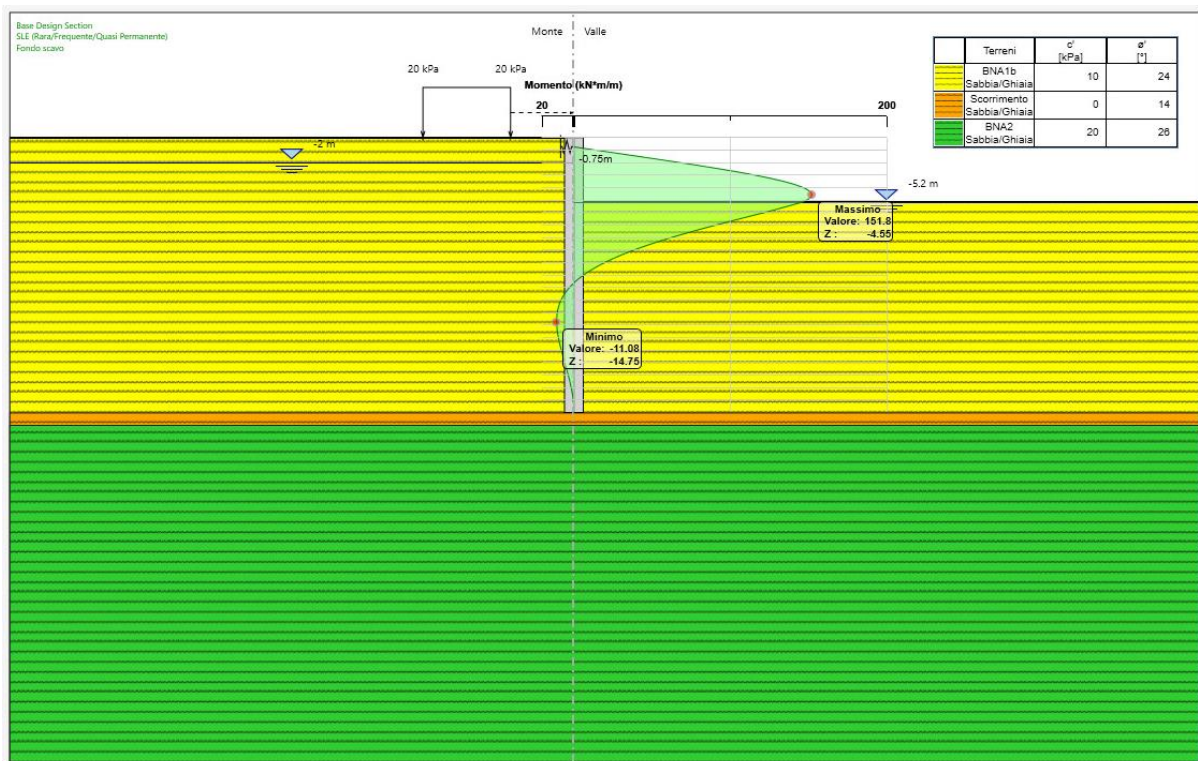 Base Design Section
SLE (Rara/Frequente/Quasi Permanente)
Fondo scavo
Monte Valle
20 kPa 20 kPa
Momento (kN*m/m)
20 200
-2 m
-0.75m
-5.2 m
Massimo
Valore: 151.8
Z : -4.55
Minimo
Valore: -11.08
Z : -14.75
Terreni c' ø'
[kPa] [°]
BNA1b
Sabbia/Ghiaia 10 24
Scorrimento
Sabbia/Ghiaia 0 14
BNA2
Sabbia/Ghiaia 20 26